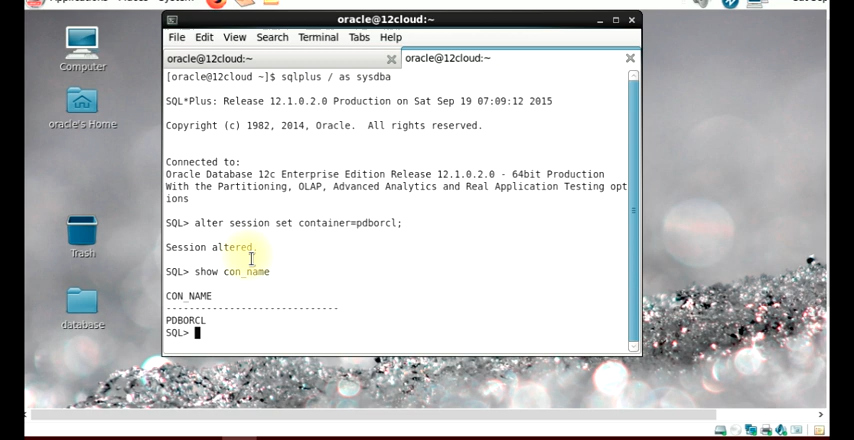 oracle@12cloud:~
File Edit View Search Terminal Tabs Help
oracle@12cloud:~
oracle@12cloud:~
[oracle@12cloud ~]$ sqlplus / as sysdba
SQL*Plus: Release 12.1.0.2.0 Production on Sat Sep 19 07:09:12 2015
Copyright (c) 1982, 2014, Oracle.  All rights reserved.
Connected to:
Oracle Database 12c Enterprise Edition Release 12.1.0.2.0 - 64bit Production
With the Partitioning, OLAP, Advanced Analytics and Real Application Testing opt
ions
SQL> alter session set container=pdborcl;
Session altered.
SQL> show con_name
CON_NAME
------------------------------
PDBORCL
SQL>
Computer
oracle's Home
Trash
database